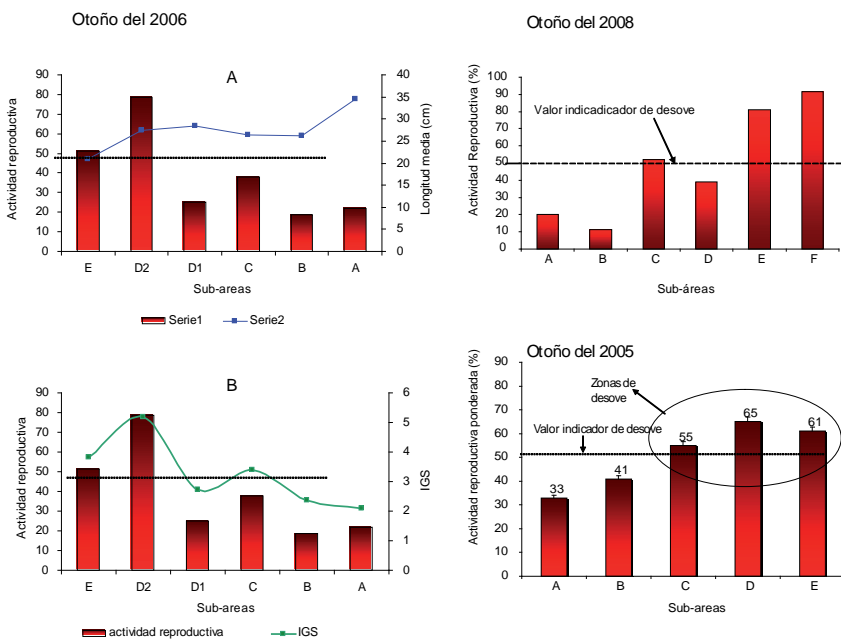 Otoño del 2006
A
Actividad reproductiva
90
80
70
60
50
40
30
20
10
0
40
35
30
25
20
15
10
5
0
Longitud media (cm)
E D2 D1 C B A
Sub-areas
Serie1 Serie2
Otoño del 2008
Actividad Reproductiva (%)
100
90
80
70
60
50
40
30
20
10
0
Valor indicadicador de desove
A B C D E F
Sub-áreas
B
Actividad reproductiva
90
80
70
60
50
40
30
20
10
0
6
5
4
3
2
1
0
IGS
E D2 D1 C B A
Sub-areas
actividad reproductiva IGS
Otoño del 2005
Actividad reproductiva ponderada (%)
90
80
70
60
50
40
30
20
10
0
Zonas de
desove
Valor indicador de desove
33 41 55 65 61
A B C D E
Sub-areas